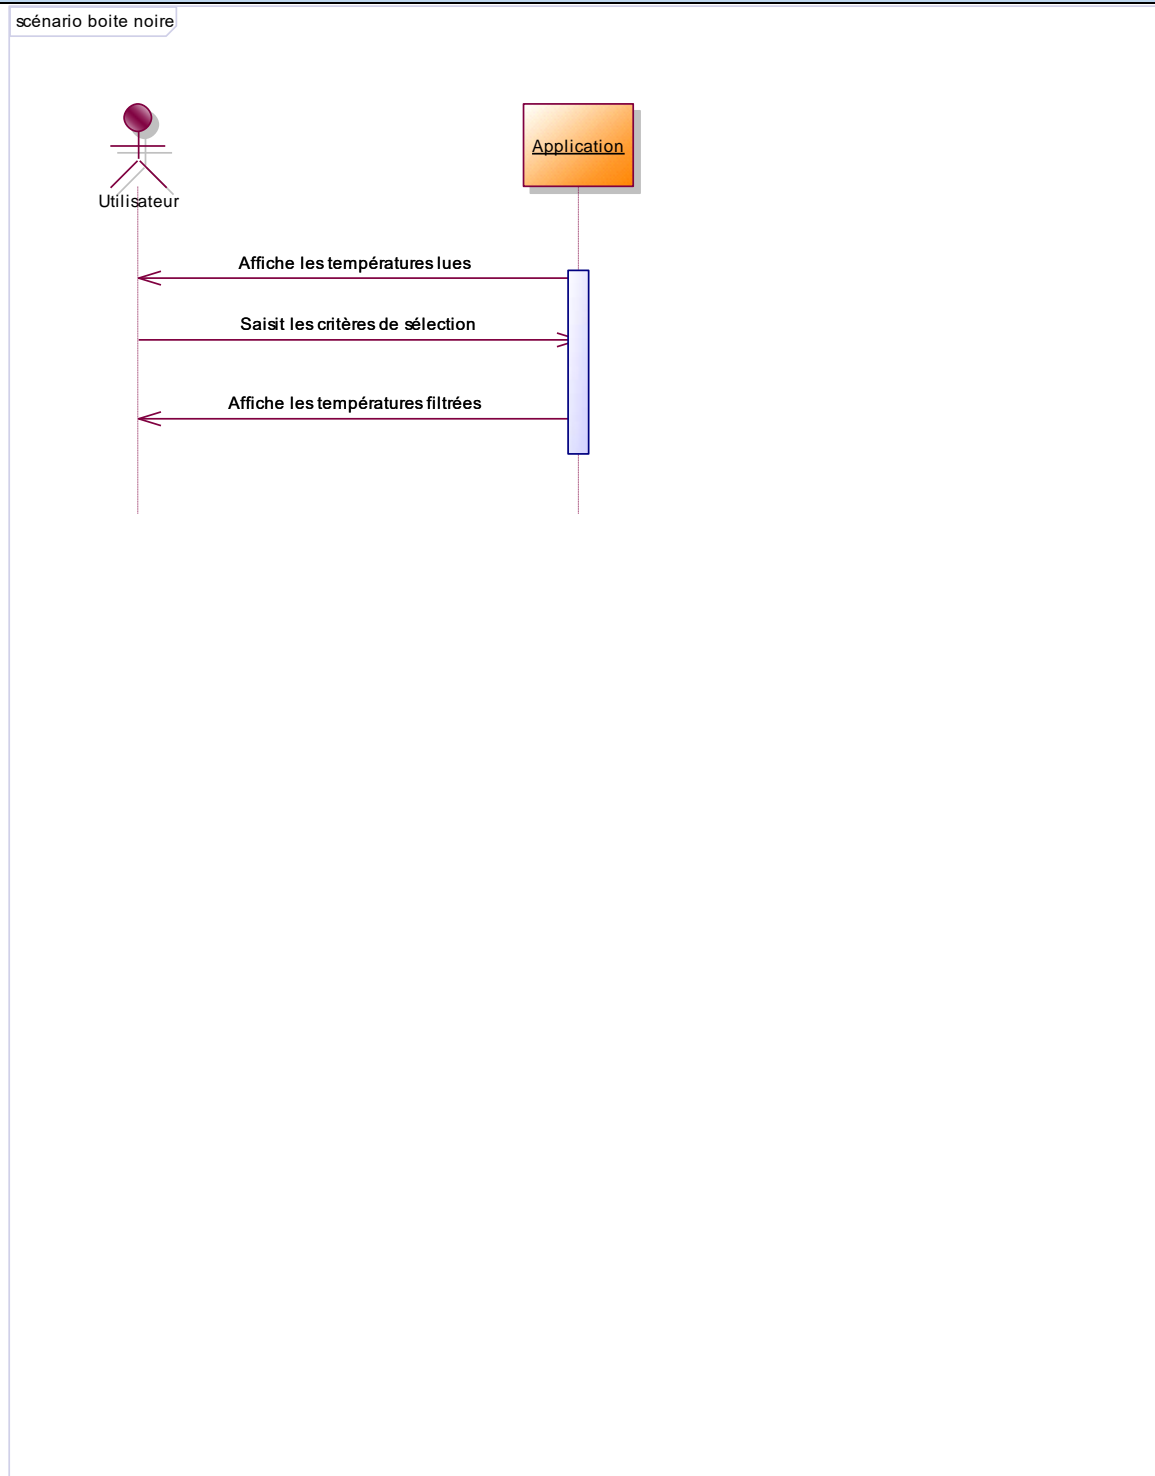 scénario boite noire
Application
Utilisateur
Affiche les températures lues
Saisit les critères de sélection
Affiche les températures filtrées